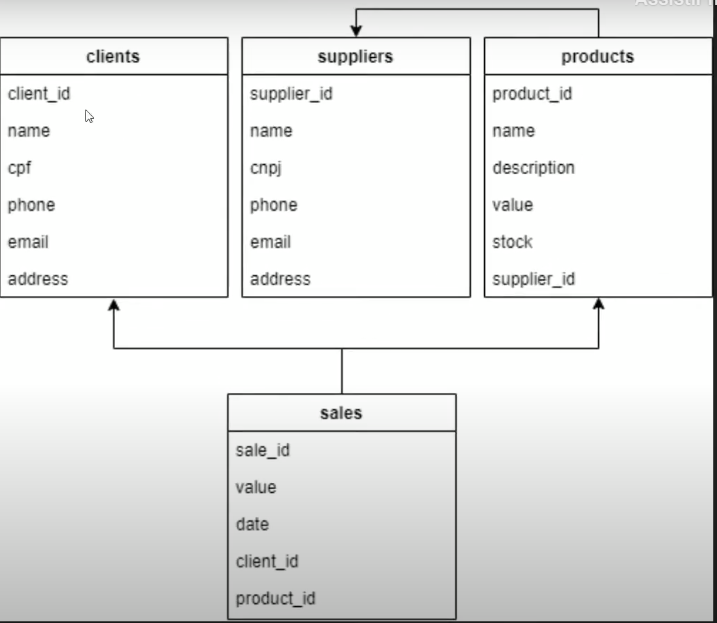 clients
client_id
name
cpf
phone
email
address
suppliers
supplier_id
name
cnpj
phone
email
address
products
product_id
name
description
value
stock
supplier_id
sales
sale_id
value
date
client_id
product_id